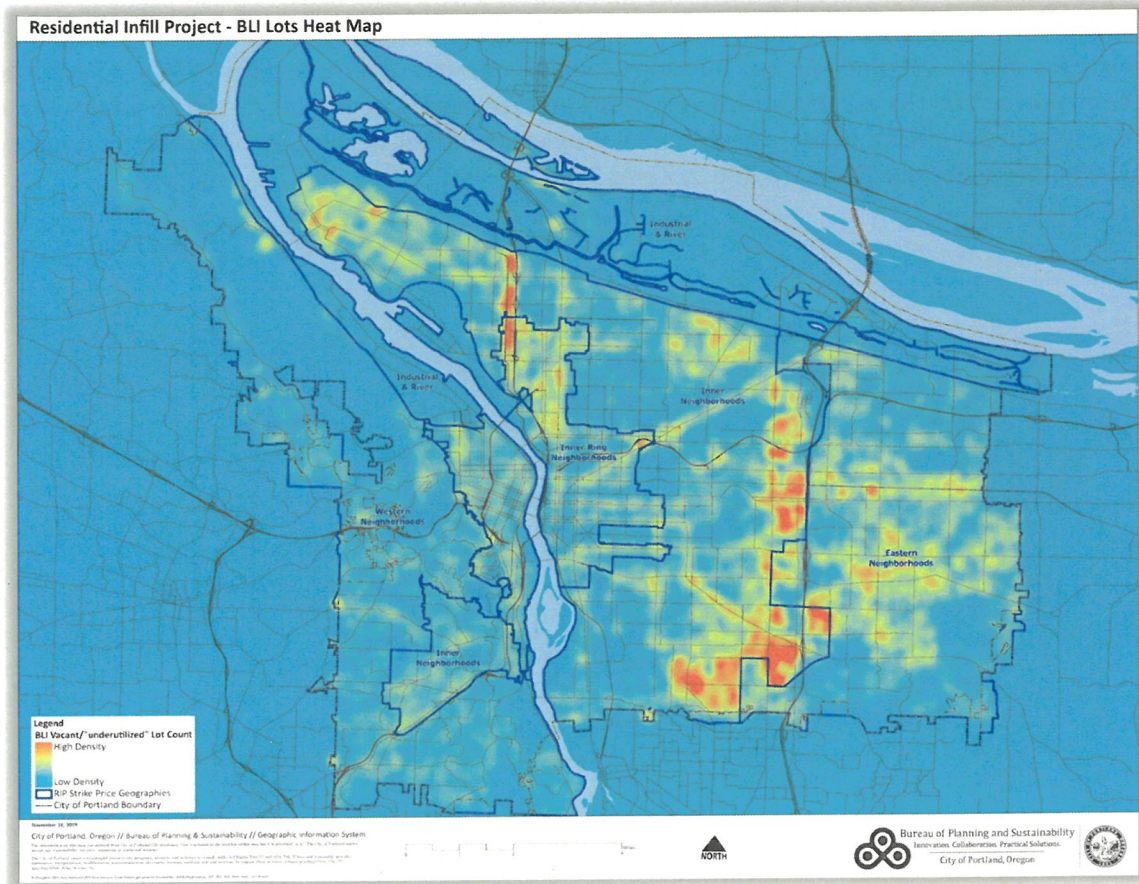 Residential Infill Project - BLI Lots Heat Map
Industrial
& River
Industrial
& River
Inner
Neighborhoods
Inner Ring
Neighborhoods
Western
Neighborhoods
Eastern
Neighborhoods
Inner
Neighborhoods
Legend
BLI Vacant/"underutilized" Lot Count
High Density
Low Density
RIP Strike Price Geographies
City of Portland Boundary
City of Portland, Oregon // Bureau of Planning & Sustainability // Geographic Information System
NORTH
Bureau of Planning and Sustainability
Innovation. Collaboration. Practical Solutions.
City of Portland, Oregon